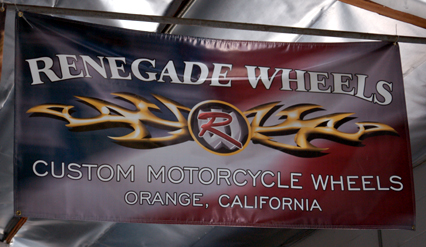 RENEGADE WHEELS
R
CUSTOM MOTORCYCLE WHEELS
ORANGE, CALIFORNIA